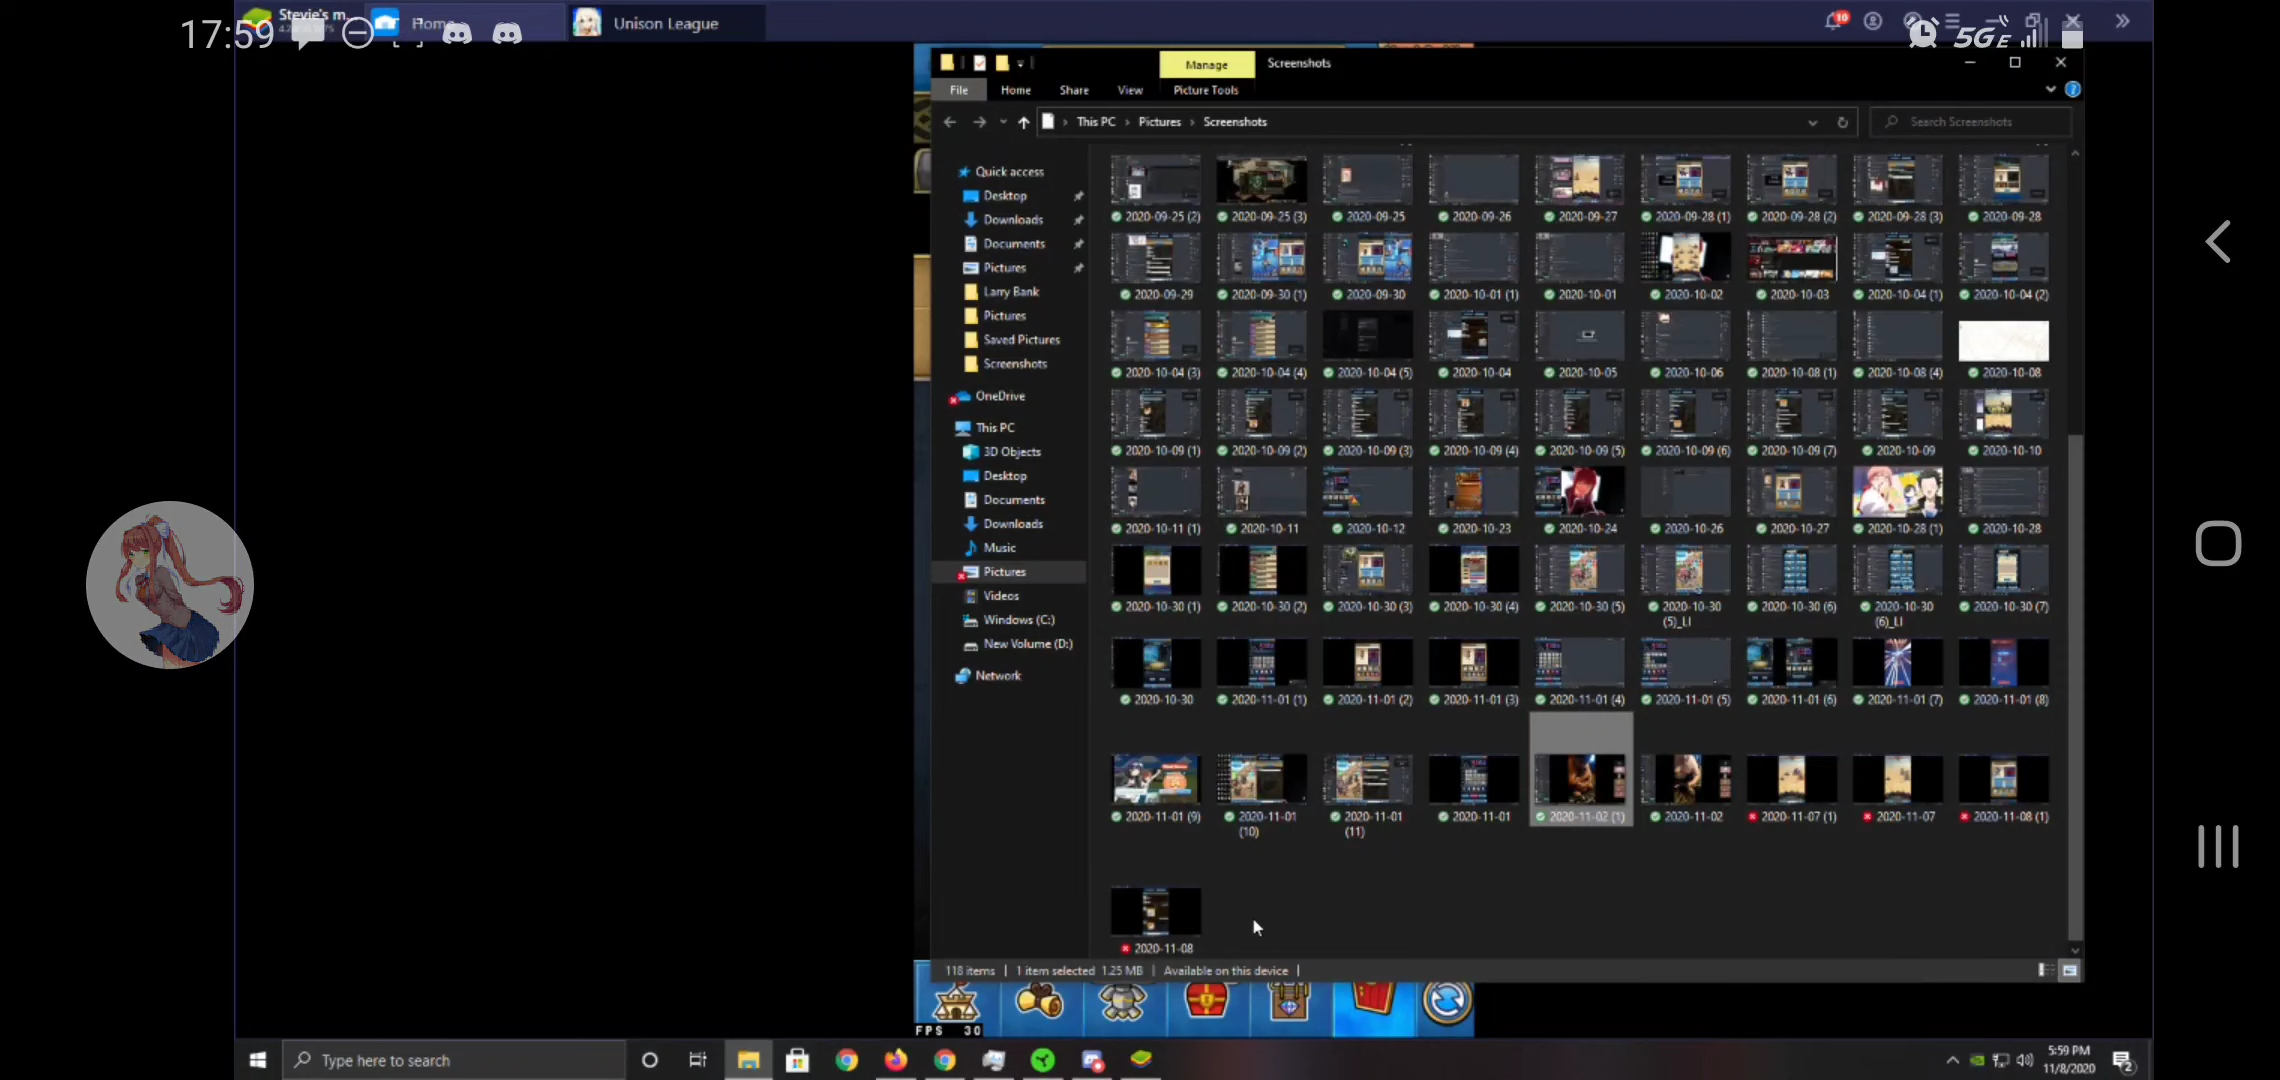 Stevie's m...
17:59
Home
Unison League
10
5GE
Manage
Screenshots
File
Home
Share
View
Picture Tools
This PC > Pictures > Screenshots
Search Screenshots
Quick access
Desktop
Downloads
Documents
Pictures
Larry Bank
Pictures
Saved Pictures
Screenshots
OneDrive
This PC
3D Objects
Desktop
Documents
Downloads
Music
Pictures
Videos
Windows (C:)
New Volume (D:)
Network
2020-09-25 (2) 2020-09-25 (3) 2020-09-25 2020-09-26 2020-09-27 2020-09-28 (1) 2020-09-28 (2) 2020-09-28 (3) 2020-09-28
2020-09-29 2020-09-30 (1) 2020-09-30 2020-10-01 (1) 2020-10-01 2020-10-02 2020-10-03 2020-10-04 (1) 2020-10-04 (2)
2020-10-04 (3) 2020-10-04 (4) 2020-10-04 (5) 2020-10-04 2020-10-05 2020-10-06 2020-10-08 (1) 2020-10-08 (4) 2020-10-08
2020-10-09 (1) 2020-10-09 (2) 2020-10-09 (3) 2020-10-09 (4) 2020-10-09 (5) 2020-10-09 (6) 2020-10-09 (7) 2020-10-09 2020-10-10
2020-10-11 (1) 2020-10-11 2020-10-12 2020-10-23 2020-10-24 2020-10-26 2020-10-27 2020-10-28 (1) 2020-10-28
2020-10-30 (1) 2020-10-30 (2) 2020-10-30 (3) 2020-10-30 (4) 2020-10-30 (5) 2020-10-30 2020-10-30 (6) 2020-10-30 2020-10-30 (7)
(5)_LI (6)_LI
2020-10-30 2020-11-01 (1) 2020-11-01 (2) 2020-11-01 (3) 2020-11-01 (4) 2020-11-01 (5) 2020-11-01 (6) 2020-11-01 (7) 2020-11-01 (8)
2020-11-01 (9) 2020-11-01 2020-11-01 2020-11-01 2020-11-02 (1) 2020-11-02 2020-11-07 (1) 2020-11-07 2020-11-08 (1)
(10) (11)
2020-11-08
118 items | 1 item selected 1.25 MB | Available on this device |
FPS 30
Type here to search
5:59 PM
11/8/2020
2